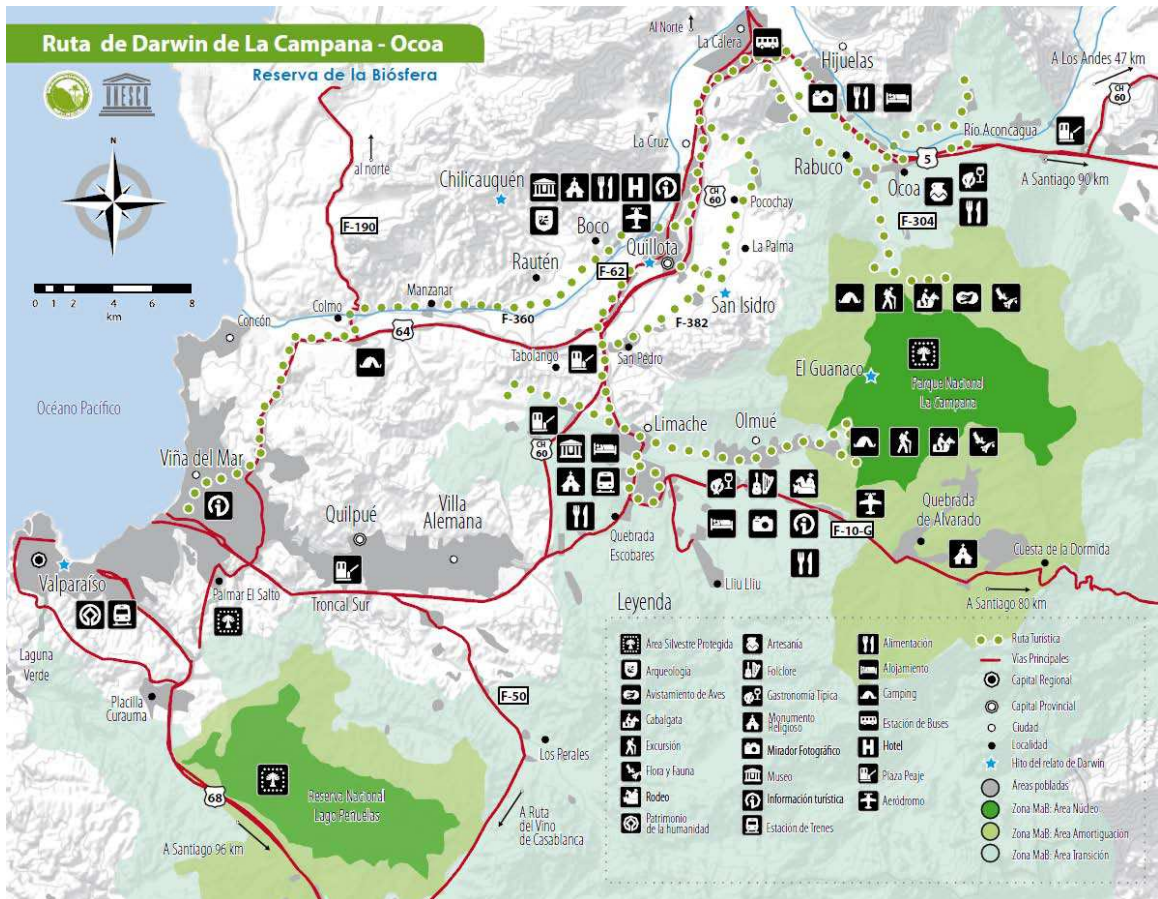 Ruta de Darwin de La Campana - Ocoa
Reserva de la Biósfera
UNESCO
N
0 2 4 6 8
km
Al Norte
La Calera
Hijuelas
A Los Andes 47 km
CH
60
al norte
La Cruz
Río Aconcagua
5
Rabuco
Ocoa
A Santiago 90 km
F-304
Chilicauquén
CH
60
Pocochay
F-190
Boco
Quillota
La Palma
Rautén
F-62
San Isidro
Manzanar
Colmo
F-360
F-382
Concón
64
Tabolango
San Pedro
El Guanaco
Parque Nacional
La Campana
Océano Pacífico
Limache
Olmué
Viña del Mar
CH
60
Quilpué
Villa
Alemana
Quebrada
Escobares
F-10-G
Quebrada
de Alvarado
Cuesta de la Dormida
Valparaíso
Palmar El Salto
Troncal Sur
Lliu Lliu
A Santiago 80 km
Laguna
Verde
Placilla
Curauma
F-50
Los Perales
68
Reserva Nacional
Lago Peñuelas
A Santiago 96 km
A Ruta
del Vino
de Casablanca
Leyenda
Área Silvestre Protegida
Arqueología
Avistamiento de Aves
Cabalgata
Excursión
Flora y Fauna
Rodeo
Patrimonio
de la humanidad
Artesanía
Folclore
Gastronomía Típica
Monumento
Religioso
Mirador Fotográfico
Museo
Información turística
Estación de Trenes
Alimentación
Alojamiento
Camping
Estación de Buses
Hotel
Plaza Peaje
Aeródromo
Ruta Turística
Vías Principales
Capital Regional
Capital Provincial
Ciudad
Localidad
Hito del relato de Darwin
Áreas pobladas
Zona MaB: Área Núcleo
Zona MaB: Área Amortiguación
Zona MaB: Área Transición